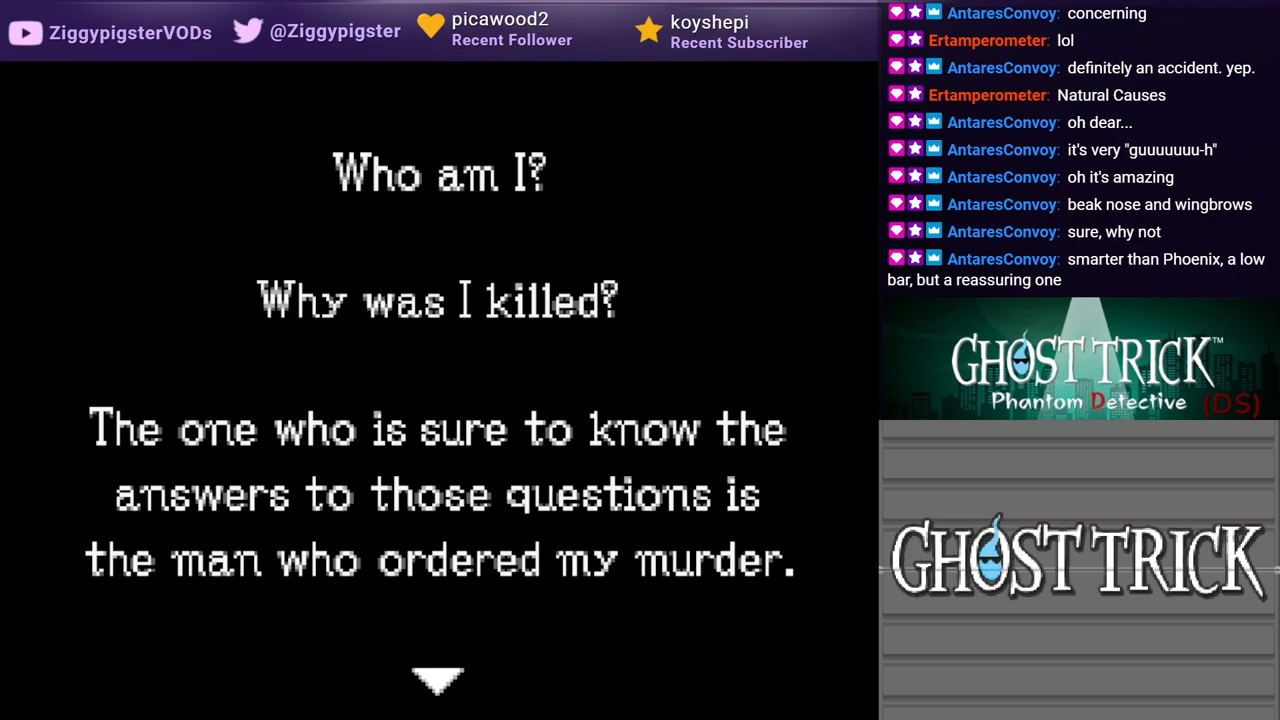 ZiggypigsterVODs
@Ziggypigster
picawood2
Recent Follower
koyshepi
Recent Subscriber
Who am I?
Why was I killed?
The one who is sure to know the
answers to those questions is
the man who ordered my murder.
AntaresConvoy: concerning
Ertamperometer: lol
AntaresConvoy: definitely an accident. yep.
Ertamperometer: Natural Causes
AntaresConvoy: oh dear...
AntaresConvoy: it's very "guuuuuuu-h"
AntaresConvoy: oh it's amazing
AntaresConvoy: beak nose and wingbrows
AntaresConvoy: sure, why not
AntaresConvoy: smarter than Phoenix, a low
bar, but a reassuring one
GHOST TRICK™
Phantom Detective (DS)
GHOST TRICK